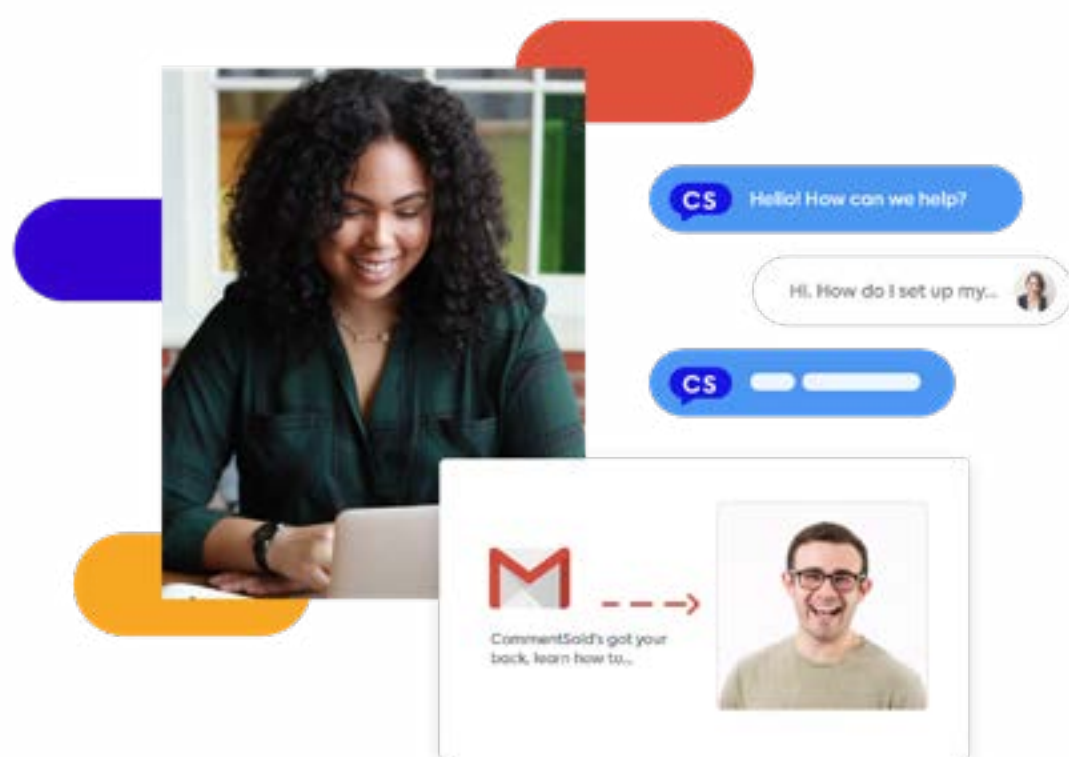 CS Hello! How can we help?
Hi. How do I set up my...
CS
CommentSold's got your
back, learn how to...